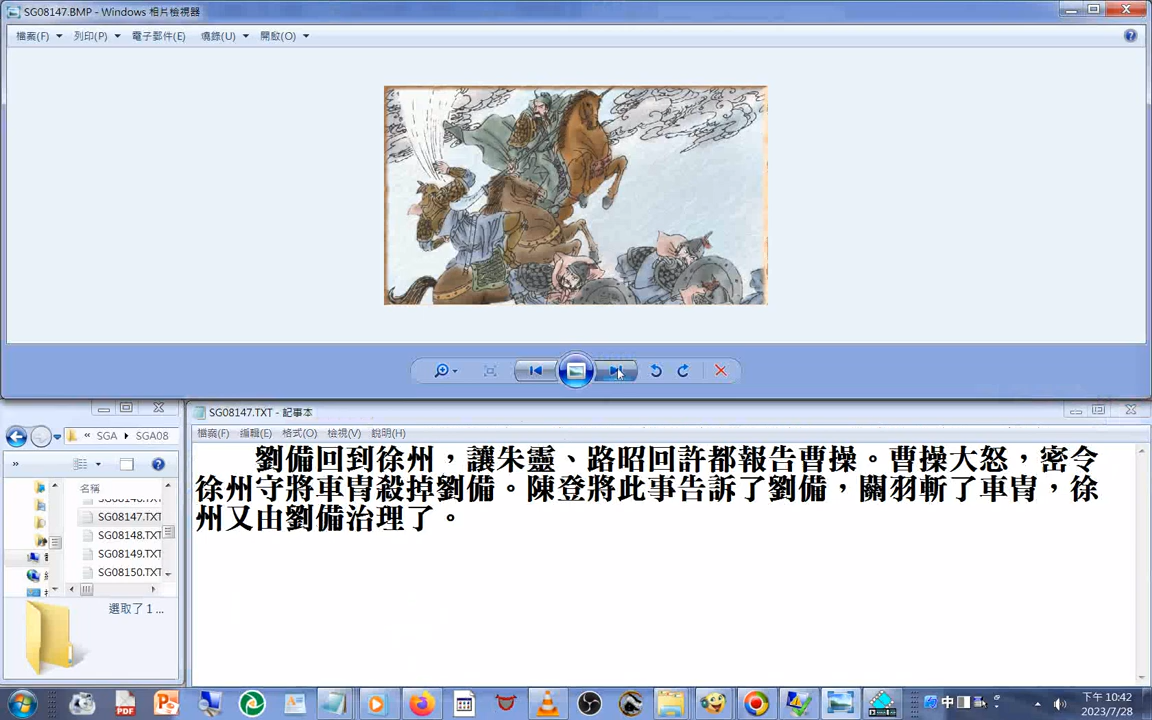 SG08147.BMP - Windows 相片檢視器
檔案(F) 列印(P) 電子郵件(E) 燒錄(U) 開啟(O)
SG08147.TXT - 記事本
« SGA SGA08
檔案(F) 編輯(E) 格式(O) 檢視(V) 說明(H)
劉備回到徐州，讓朱靈、路昭回許都報告曹操。曹操大怒，密令
徐州守將車冑殺掉劉備。陳登將此事告訴了劉備，關羽斬了車冑，徐
州又由劉備治理了。
»
名稱
SG08147.TXT
SG08148.TXT
SG08149.TXT
SG08150.TXT
選取了 1 ...
PDF
中
下午 10:42
2023/7/28